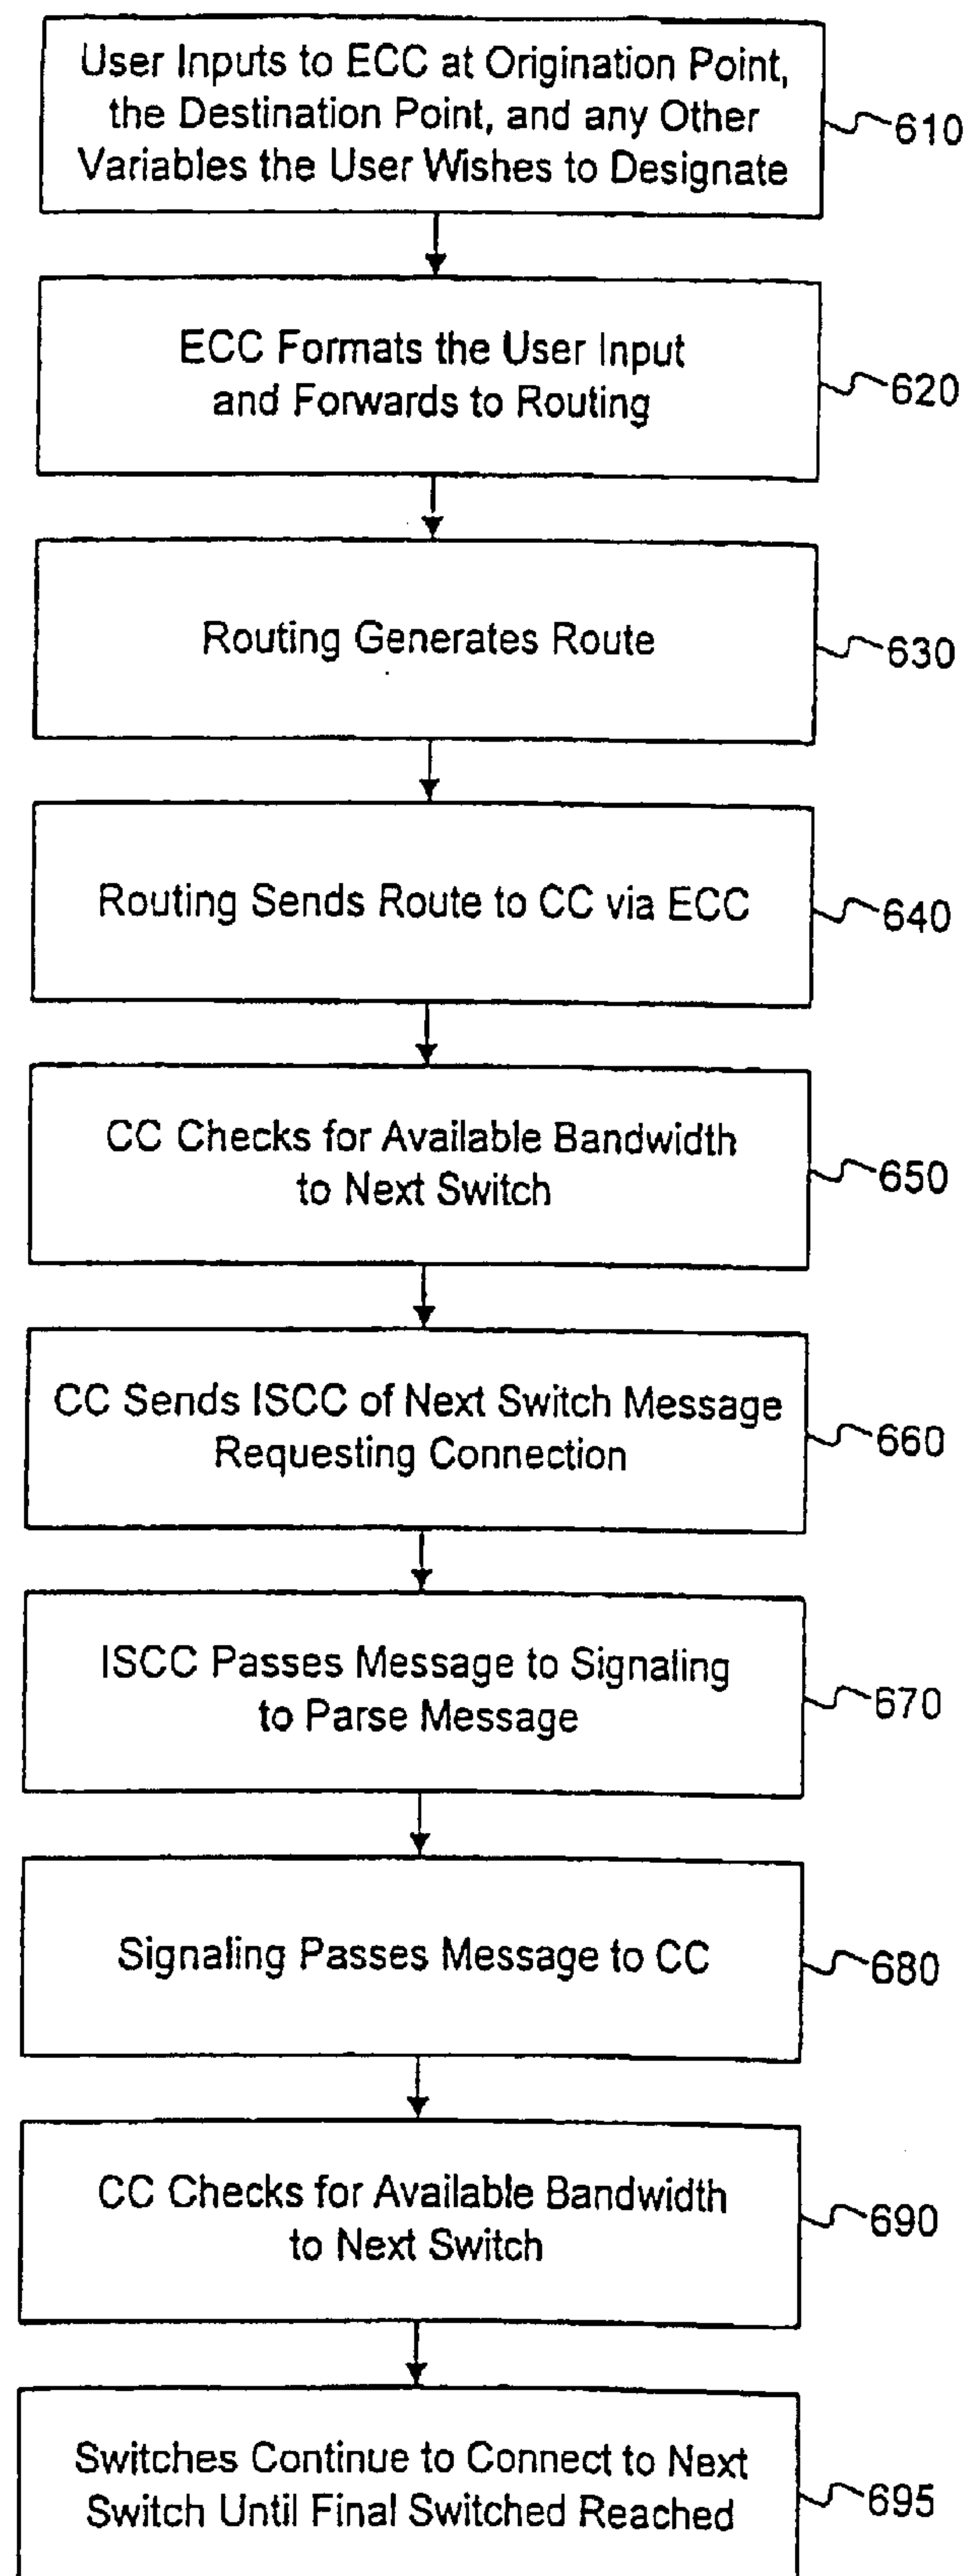 User Inputs to ECC at Origination Point,
the Destination Point, and any Other
Variables the User Wishes to Designate
610
ECC Formats the User Input
and Forwards to Routing
620
Routing Generates Route
630
Routing Sends Route to CC via ECC
640
CC Checks for Available Bandwidth
to Next Switch
650
CC Sends ISCC of Next Switch Message
Requesting Connection
660
ISCC Passes Message to Signaling
to Parse Message
670
Signaling Passes Message to CC
680
CC Checks for Available Bandwidth
to Next Switch
690
Switches Continue to Connect to Next
Switch Until Final Switched Reached
695